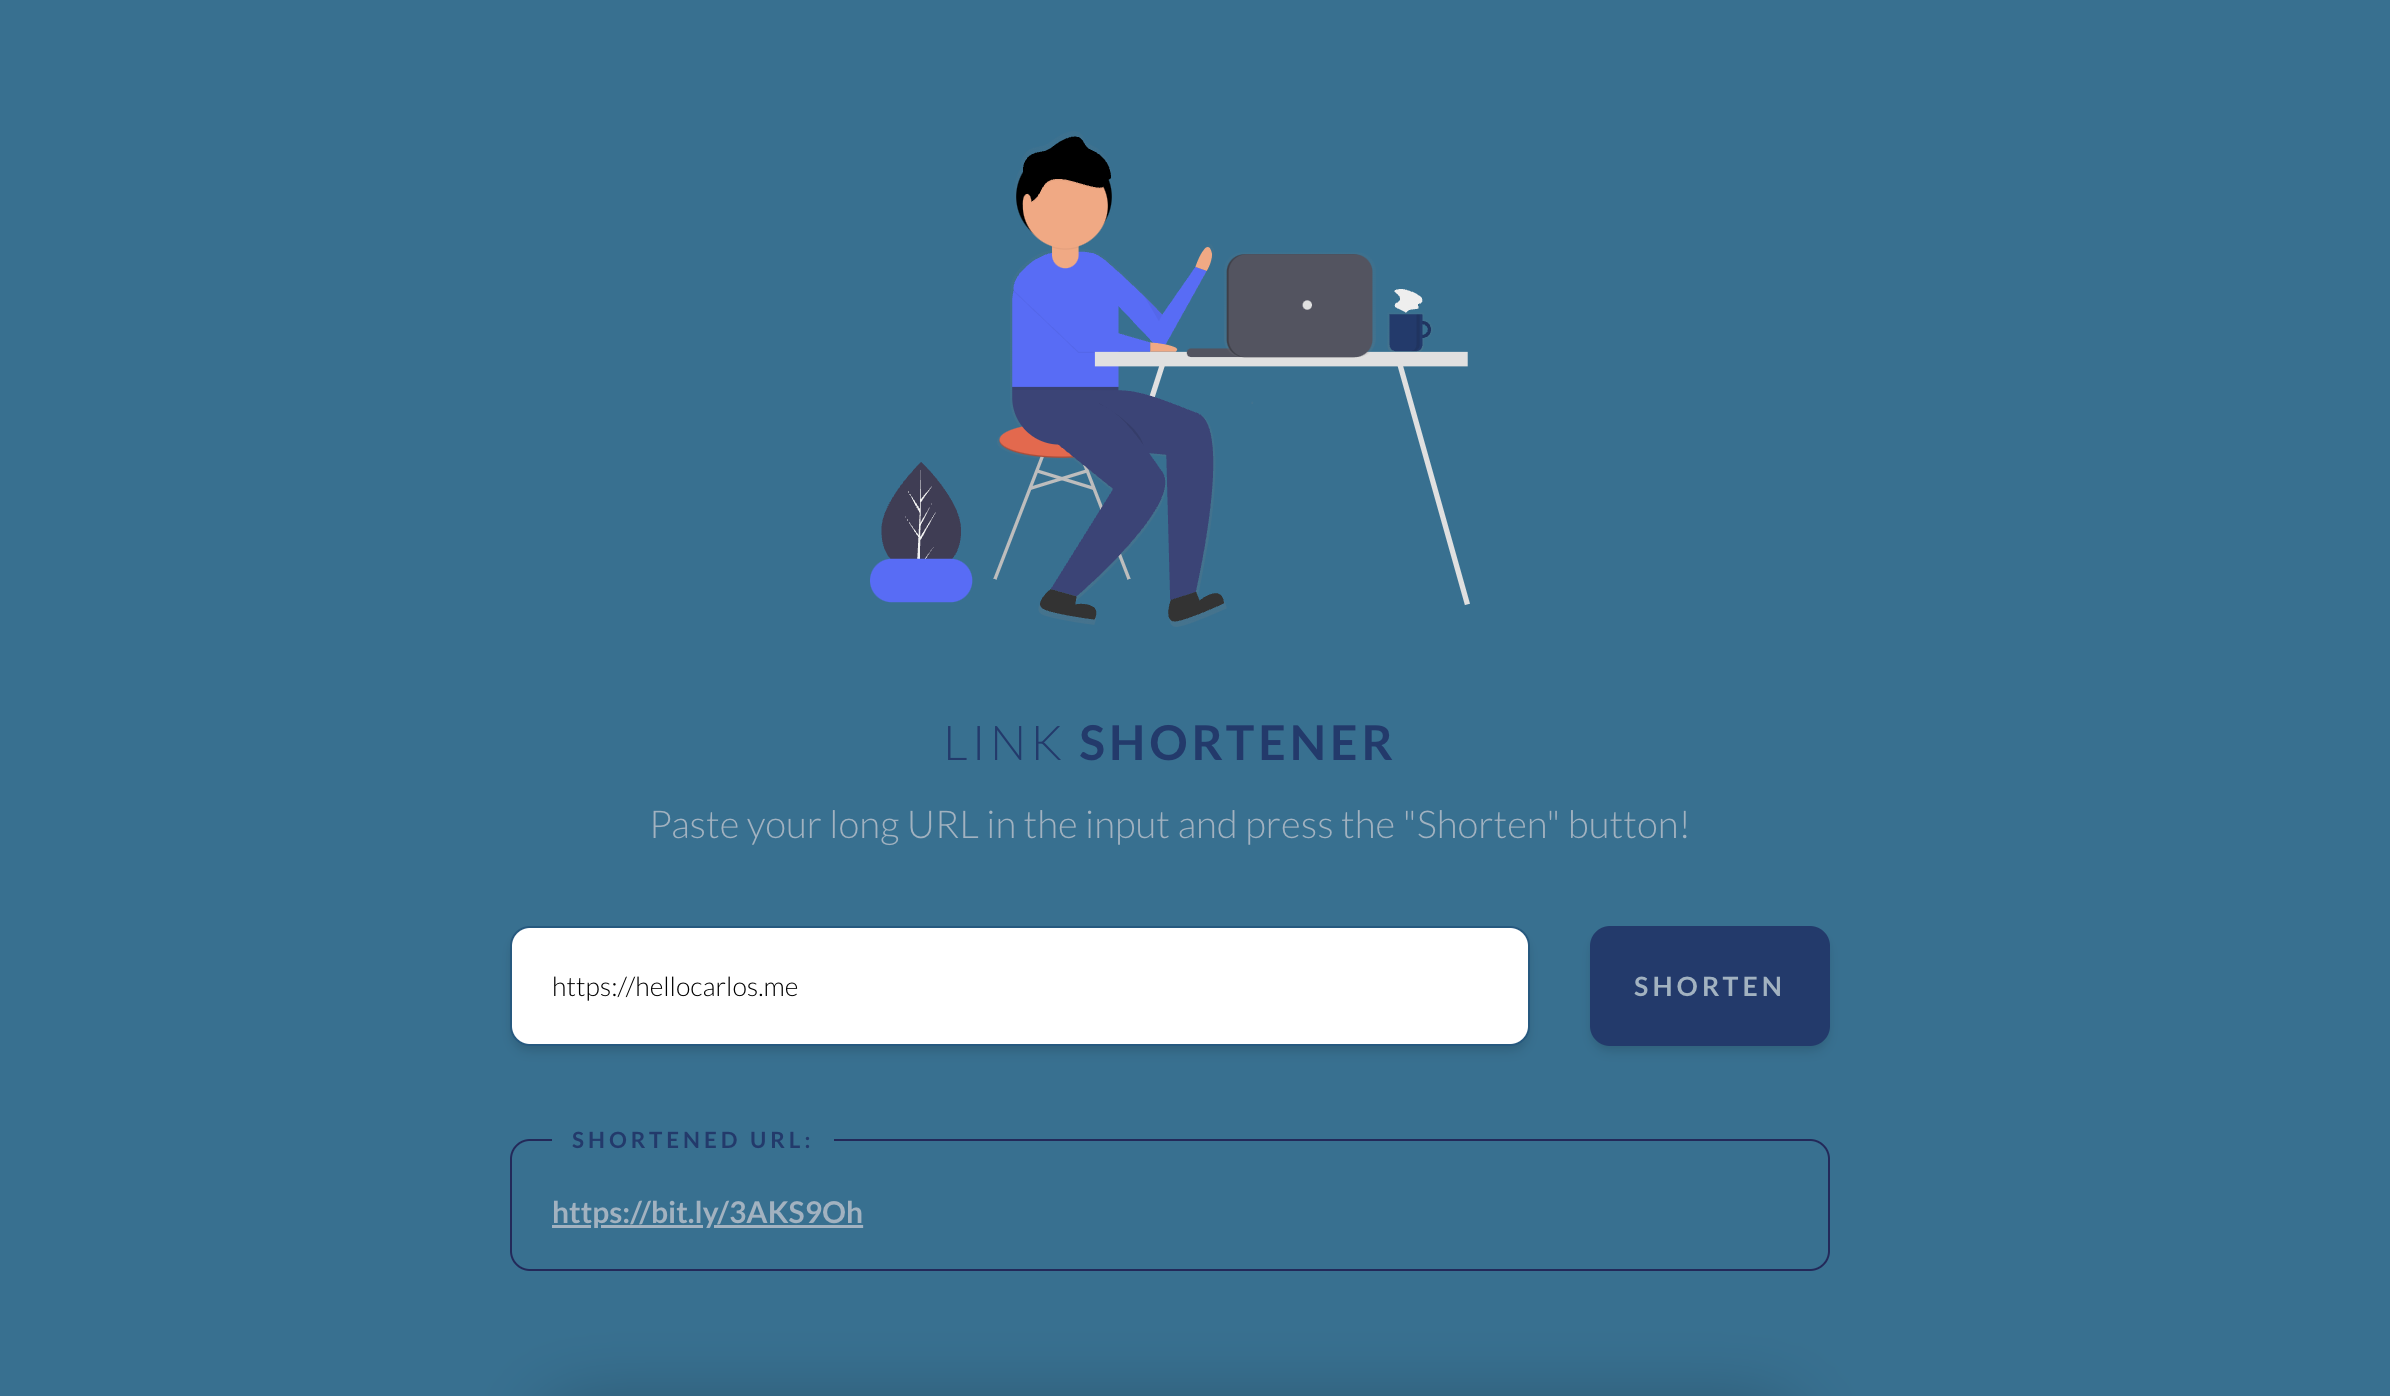 LINK SHORTENER
Paste your long URL in the input and press the "Shorten" button!
https://hellocarlos.me
SHORTEN
SHORTENED URL:
https://bit.ly/3AKS9Oh